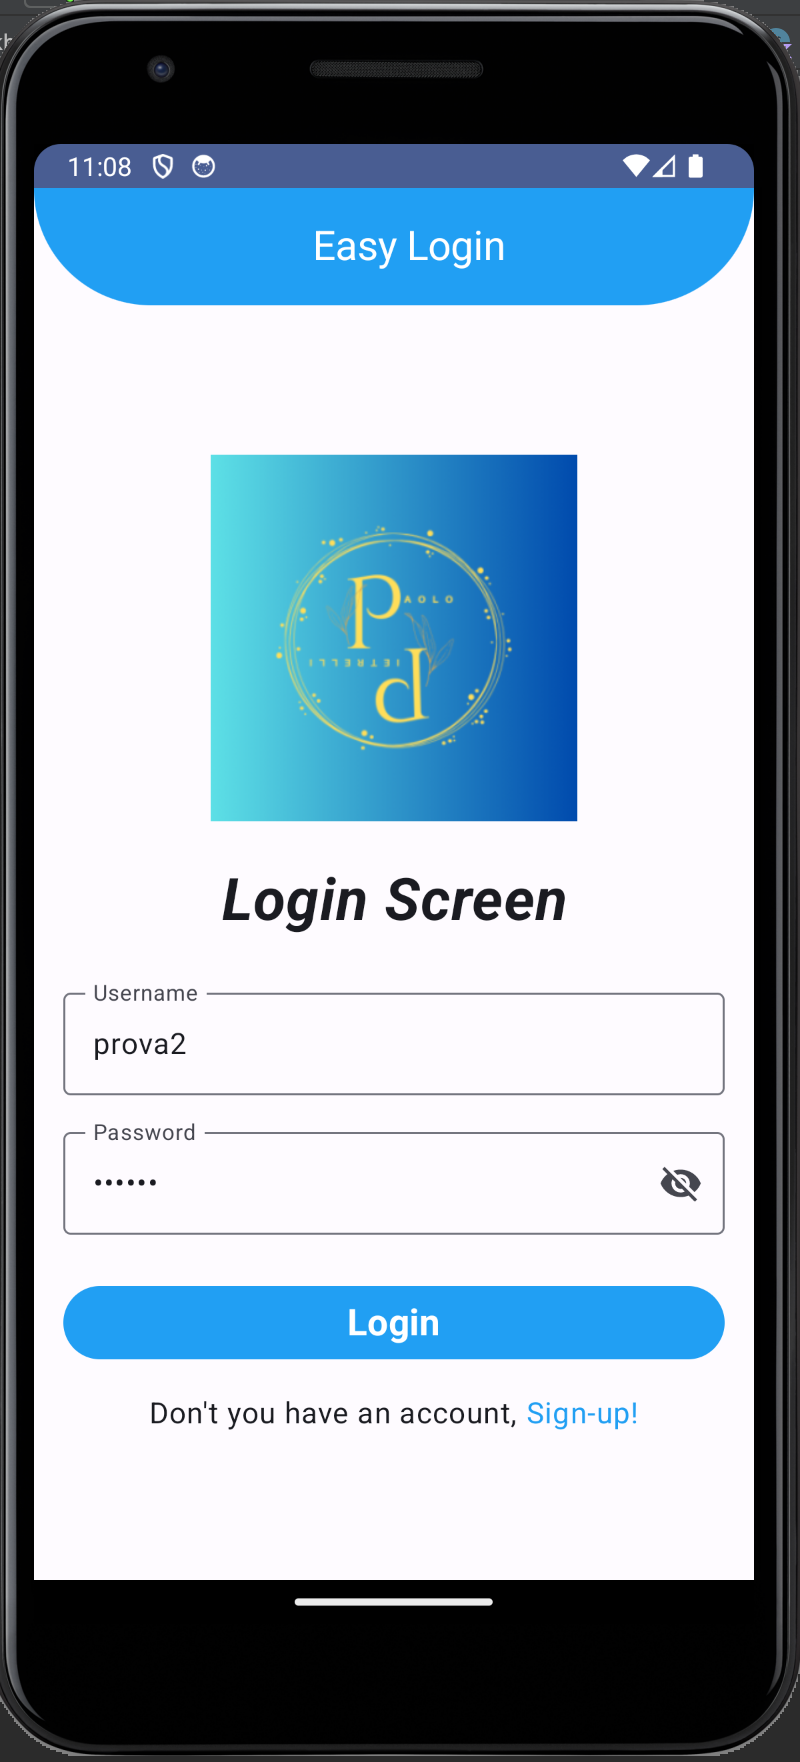 11:08
Easy Login
P AOLO
P IETRELLI
Login Screen
Username
prova2
Password
••••••
Login
Don't you have an account, Sign-up!